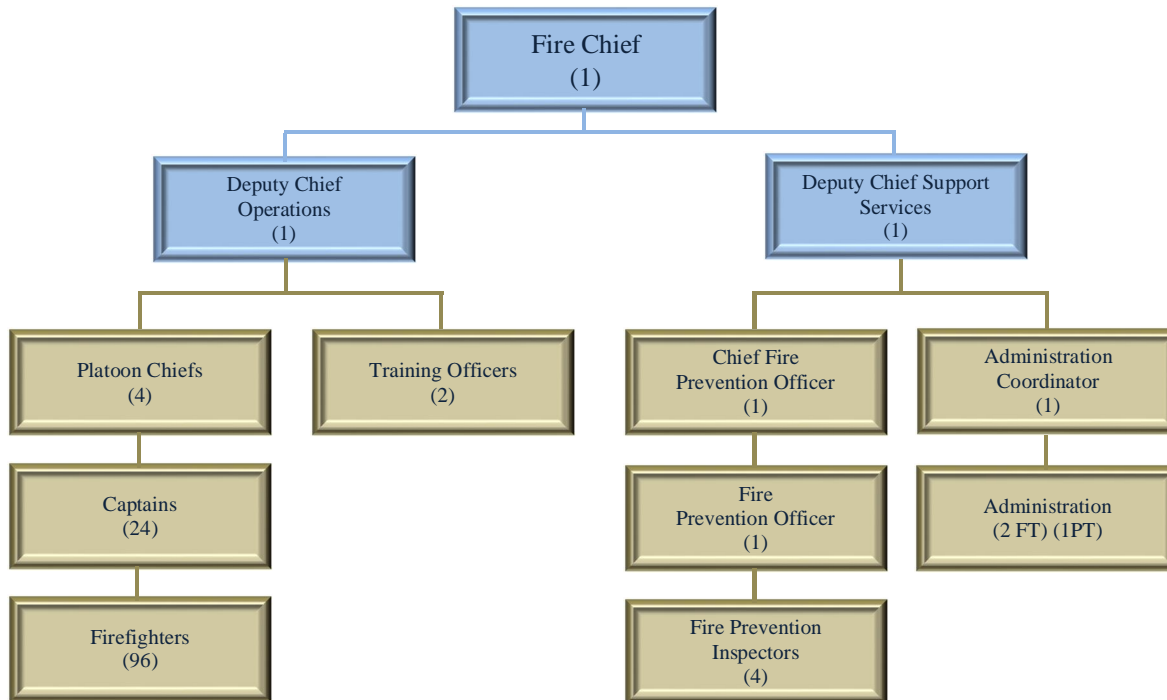 Fire Chief
(1)
Deputy Chief
Operations
(1)
Deputy Chief Support
Services
(1)
Platoon Chiefs
(4)
Training Officers
(2)
Chief Fire
Prevention Officer
(1)
Administration
Coordinator
(1)
Captains
(24)
Fire
Prevention Officer
(1)
Administration
(2 FT) (1PT)
Firefighters
(96)
Fire Prevention
Inspectors
(4)